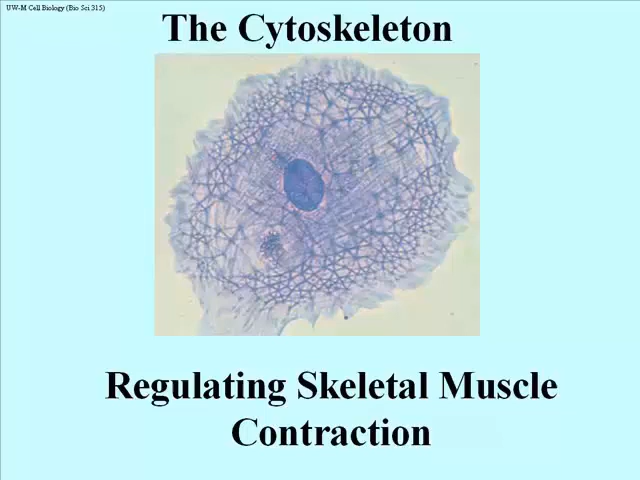 UW-M Cell Biology (Bio Sci 315)
The Cytoskeleton
Regulating Skeletal Muscle
Contraction